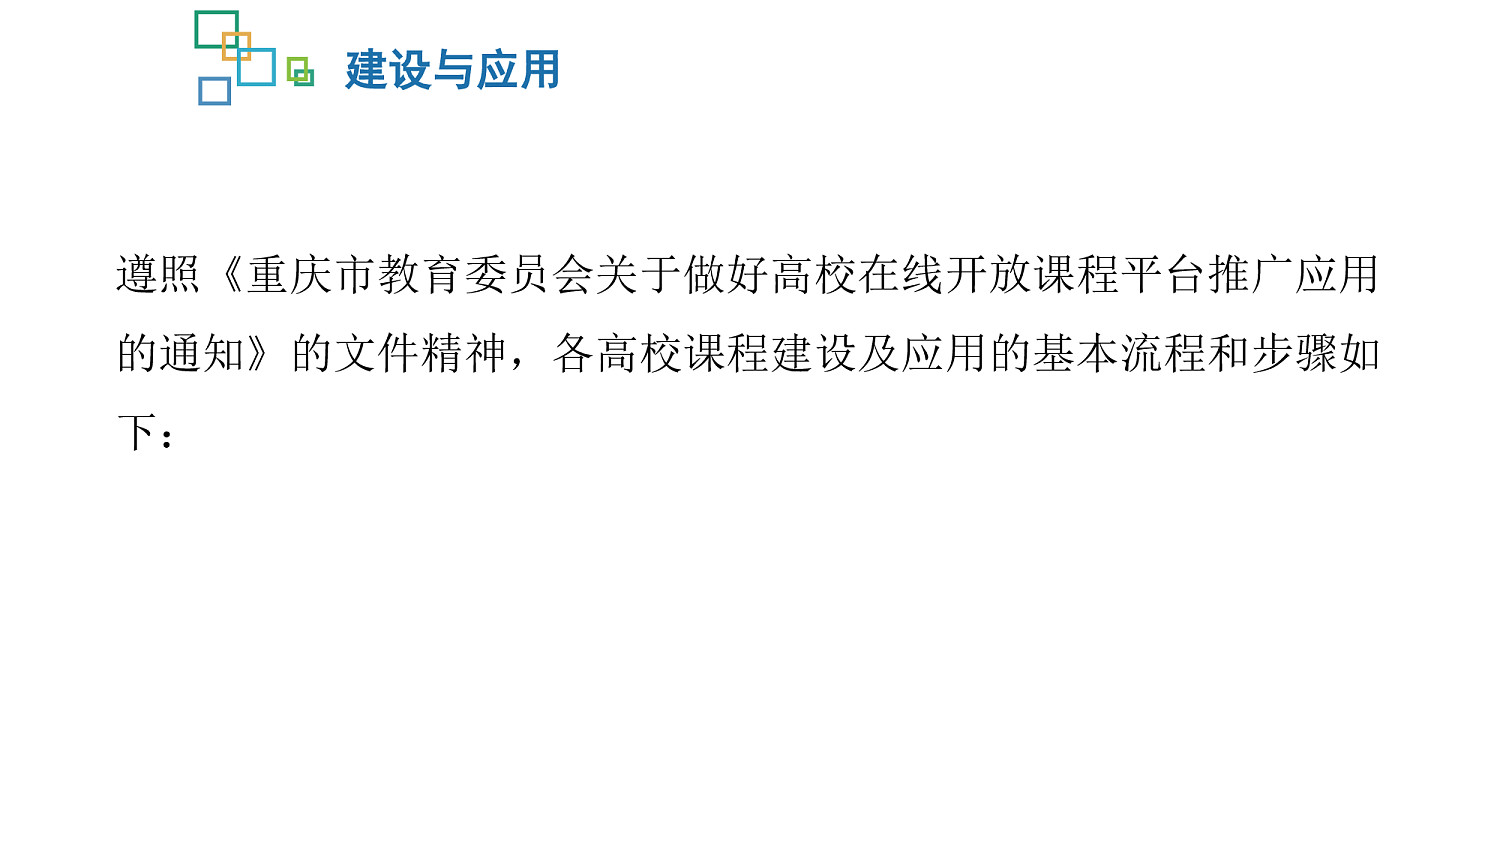 建设与应用
遵照《重庆市教育委员会关于做好高校在线开放课程平台推广应用
的通知》的文件精神，各高校课程建设及应用的基本流程和步骤如
下：